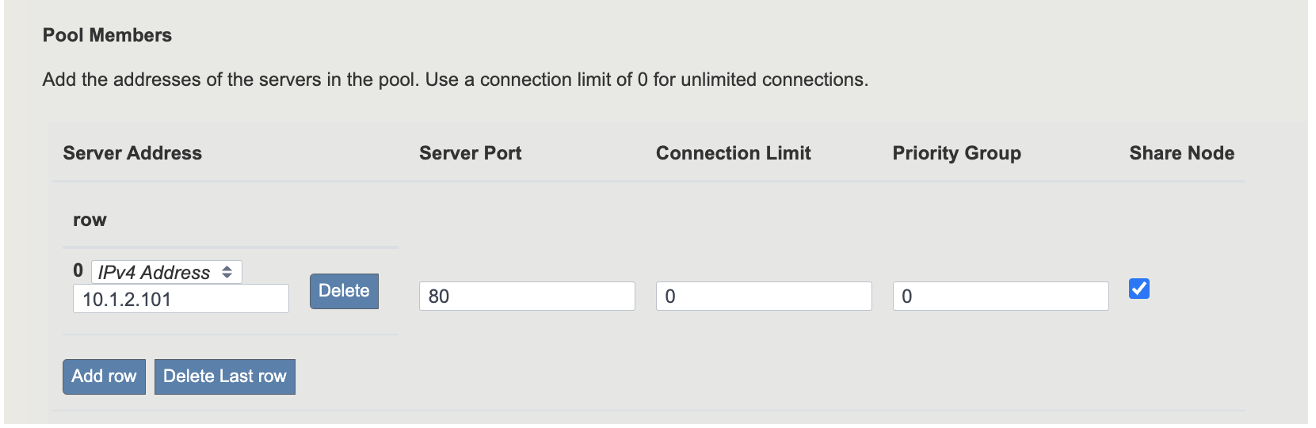 Pool Members
Add the addresses of the servers in the pool. Use a connection limit of 0 for unlimited connections.
Server Address Server Port Connection Limit Priority Group Share Node
row
0 IPv4 Address
10.1.2.101 Delete 80 0 0
Add row Delete Last row